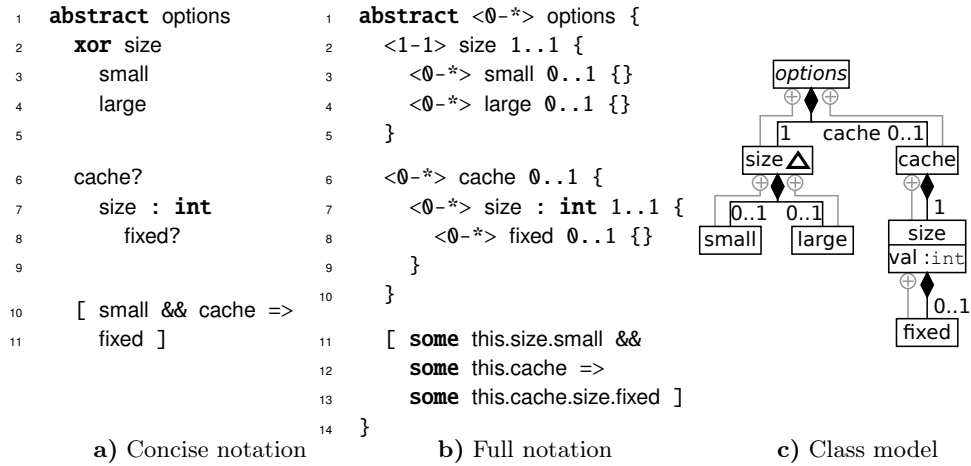 1 abstract options
2 xor size
3 small
4 large
5
6 cache?
7 size : int
8 fixed?
9
10 [ small && cache =>
11 fixed ]
a) Concise notation
1 abstract <0-*> options {
2 <1-1> size 1..1 {
3 <0-*> small 0..1 {}
4 <0-*> large 0..1 {}
5 }
6 <0-*> cache 0..1 {
7 <0-*> size : int 1..1 {
8 <0-*> fixed 0..1 {}
9 }
10 }
11 [ some this.size.small &&
12 some this.cache =>
13 some this.cache.size.fixed ]
14 }
b) Full notation
options
1 cache 0..1
size cache
0..1 0..1 1
small large size
val :int
0..1
fixed
c) Class model